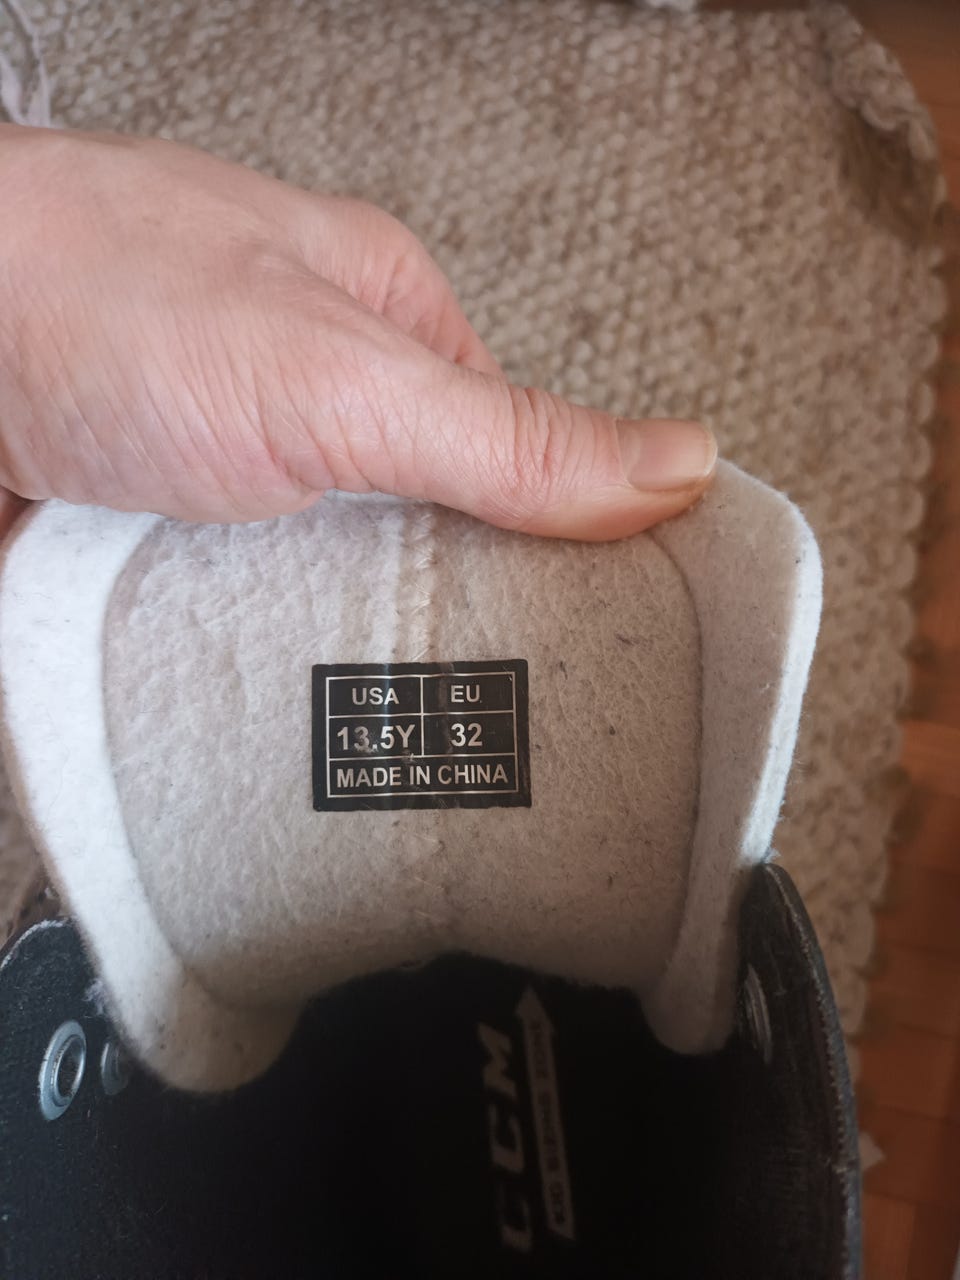 USA EU
13.5Y 32
MADE IN CHINA
CCM